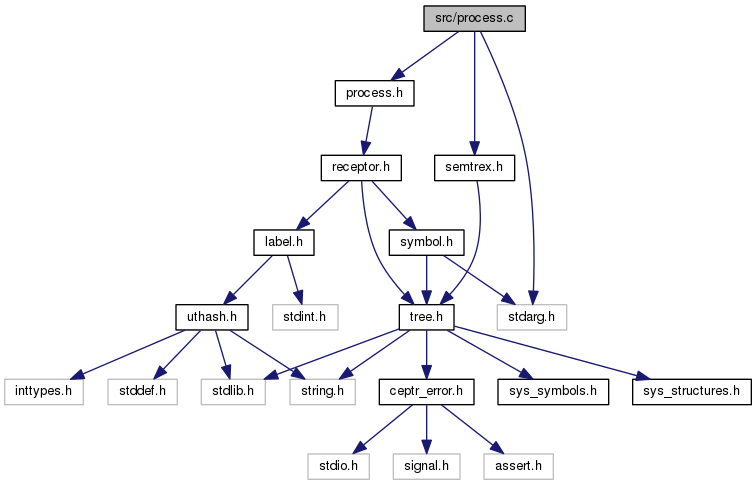 src/process.c
process.h
receptor.h
semtrex.h
label.h
symbol.h
uthash.h
stdint.h
tree.h
stdarg.h
inttypes.h
stddef.h
stdlib.h
string.h
ceptr_error.h
sys_symbols.h
sys_structures.h
stdio.h
signal.h
assert.h